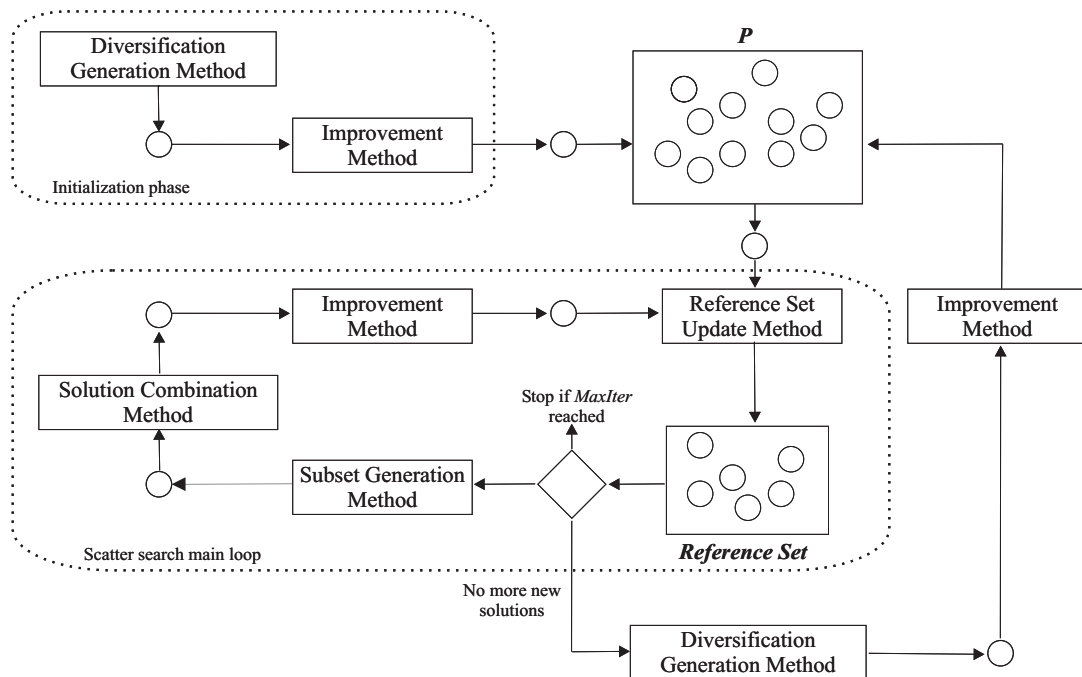 Diversification
Generation Method
Improvement
Method
Initialization phase
P
Improvement
Method
Reference Set
Update Method
Improvement
Method
Solution Combination
Method
Stop if MaxIter
reached
Subset Generation
Method
Reference Set
Scatter search main loop
No more new
solutions
Diversification
Generation Method